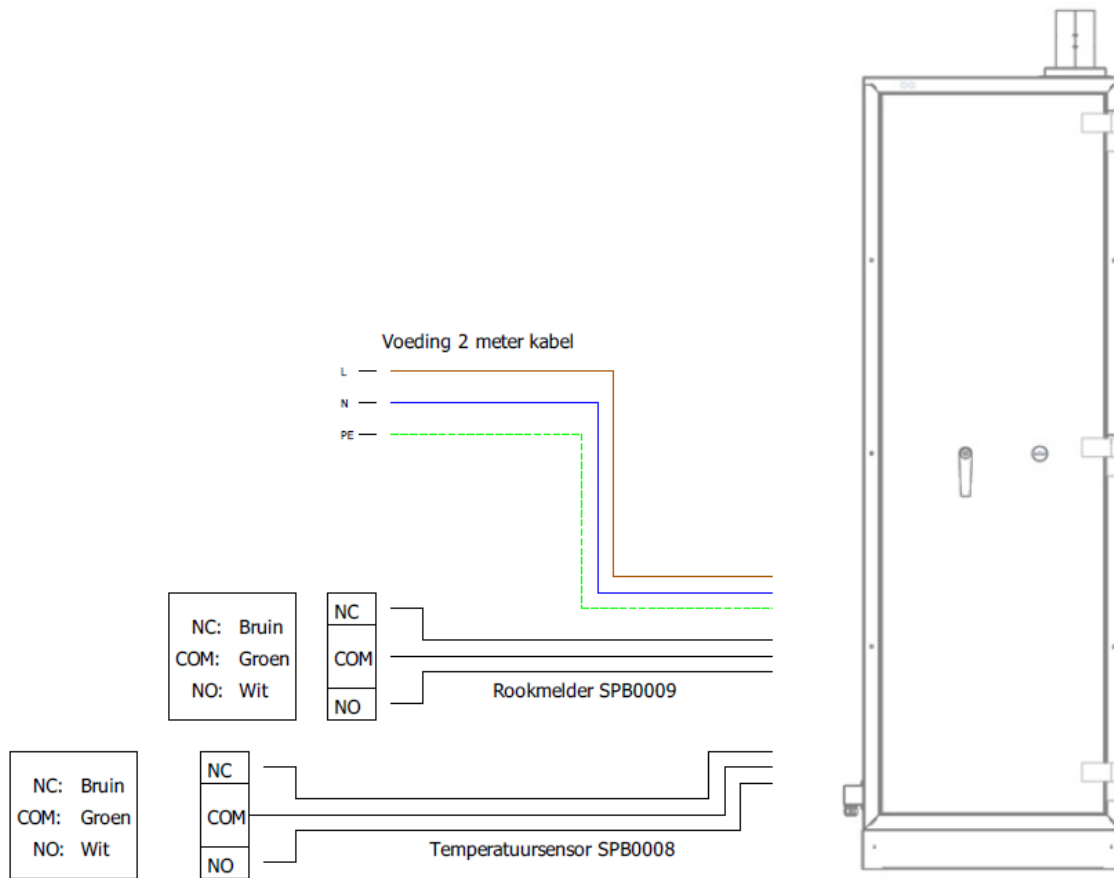 Voeding 2 meter kabel
L
N
PE
NC: Bruin
COM: Groen
NO: Wit
NC
COM
NO
Rookmelder SPB0009
NC: Bruin
COM: Groen
NO: Wit
NC
COM
NO
Temperatuursensor SPB0008